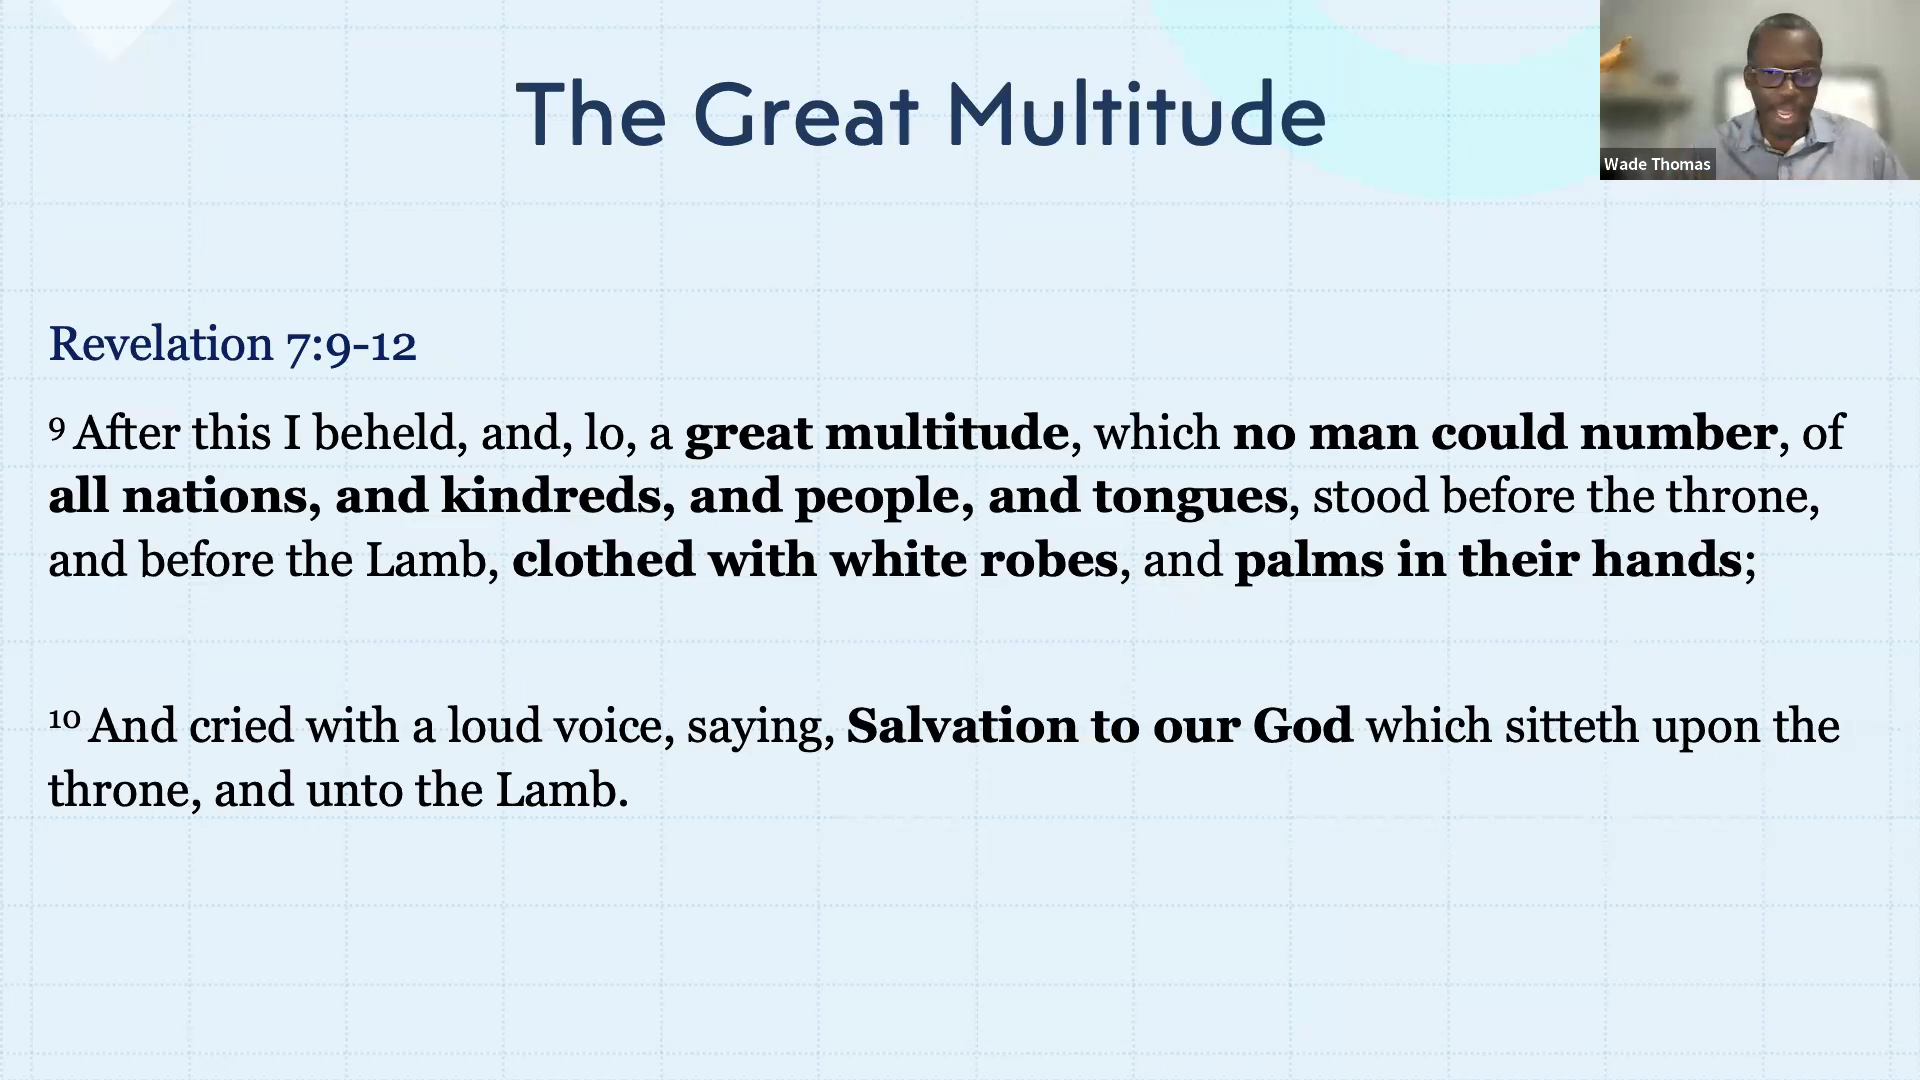 The Great Multitude
Wade Thomas
Revelation 7:9-12
9 After this I beheld, and, lo, a great multitude, which no man could number, of
all nations, and kindreds, and people, and tongues, stood before the throne,
and before the Lamb, clothed with white robes, and palms in their hands;
10 And cried with a loud voice, saying, Salvation to our God which sitteth upon the
throne, and unto the Lamb.